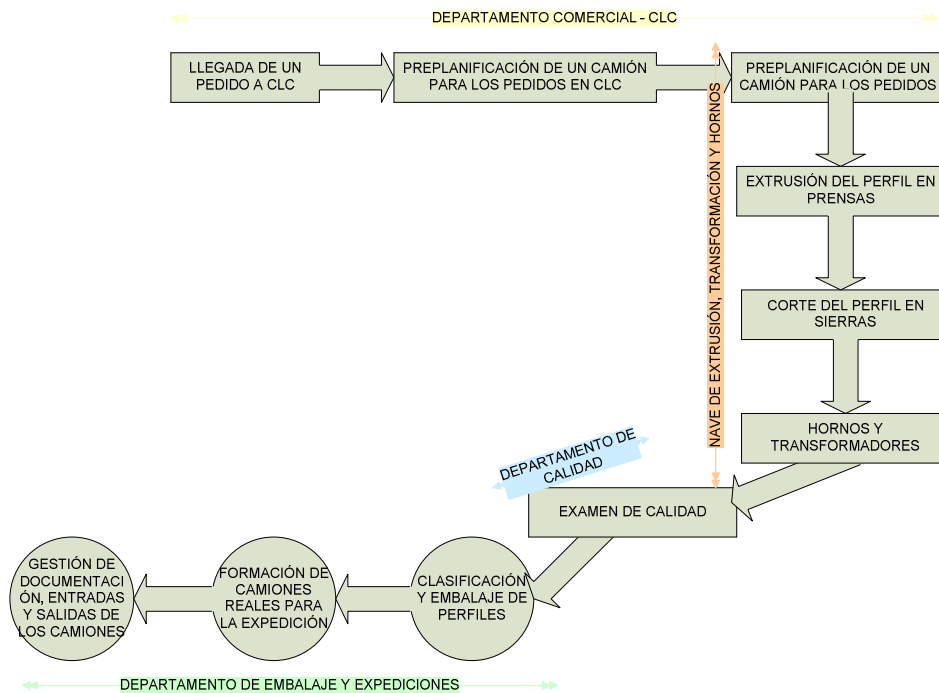 DEPARTAMENTO COMERCIAL - CLC
LLEGADA DE UN
PEDIDO A CLC
PREPLANIFICACIÓN DE UN CAMIÓN
PARA LOS PEDIDOS EN CLC
PREPLANIFICACIÓN DE UN
CAMIÓN PARA LOS PEDIDOS
NAVE DE EXTRUSIÓN, TRANSFORMACIÓN Y HORNOS
EXTRUSIÓN DEL PERFIL EN
PRENSAS
CORTE DEL PERFIL EN
SIERRAS
HORNOS Y
TRANSFORMADORES
DEPARTAMENTO DE
CALIDAD
EXAMEN DE CALIDAD
CLASIFICACIÓN
Y EMBALAJE DE
PERFILES
FORMACIÓN DE
CAMIONES
REALES PARA
LA EXPEDICIÓN
GESTIÓN DE
DOCUMENTACI
ÓN, ENTRADAS
Y SALIDAS DE
LOS CAMIONES
DEPARTAMENTO DE EMBALAJE Y EXPEDICIONES